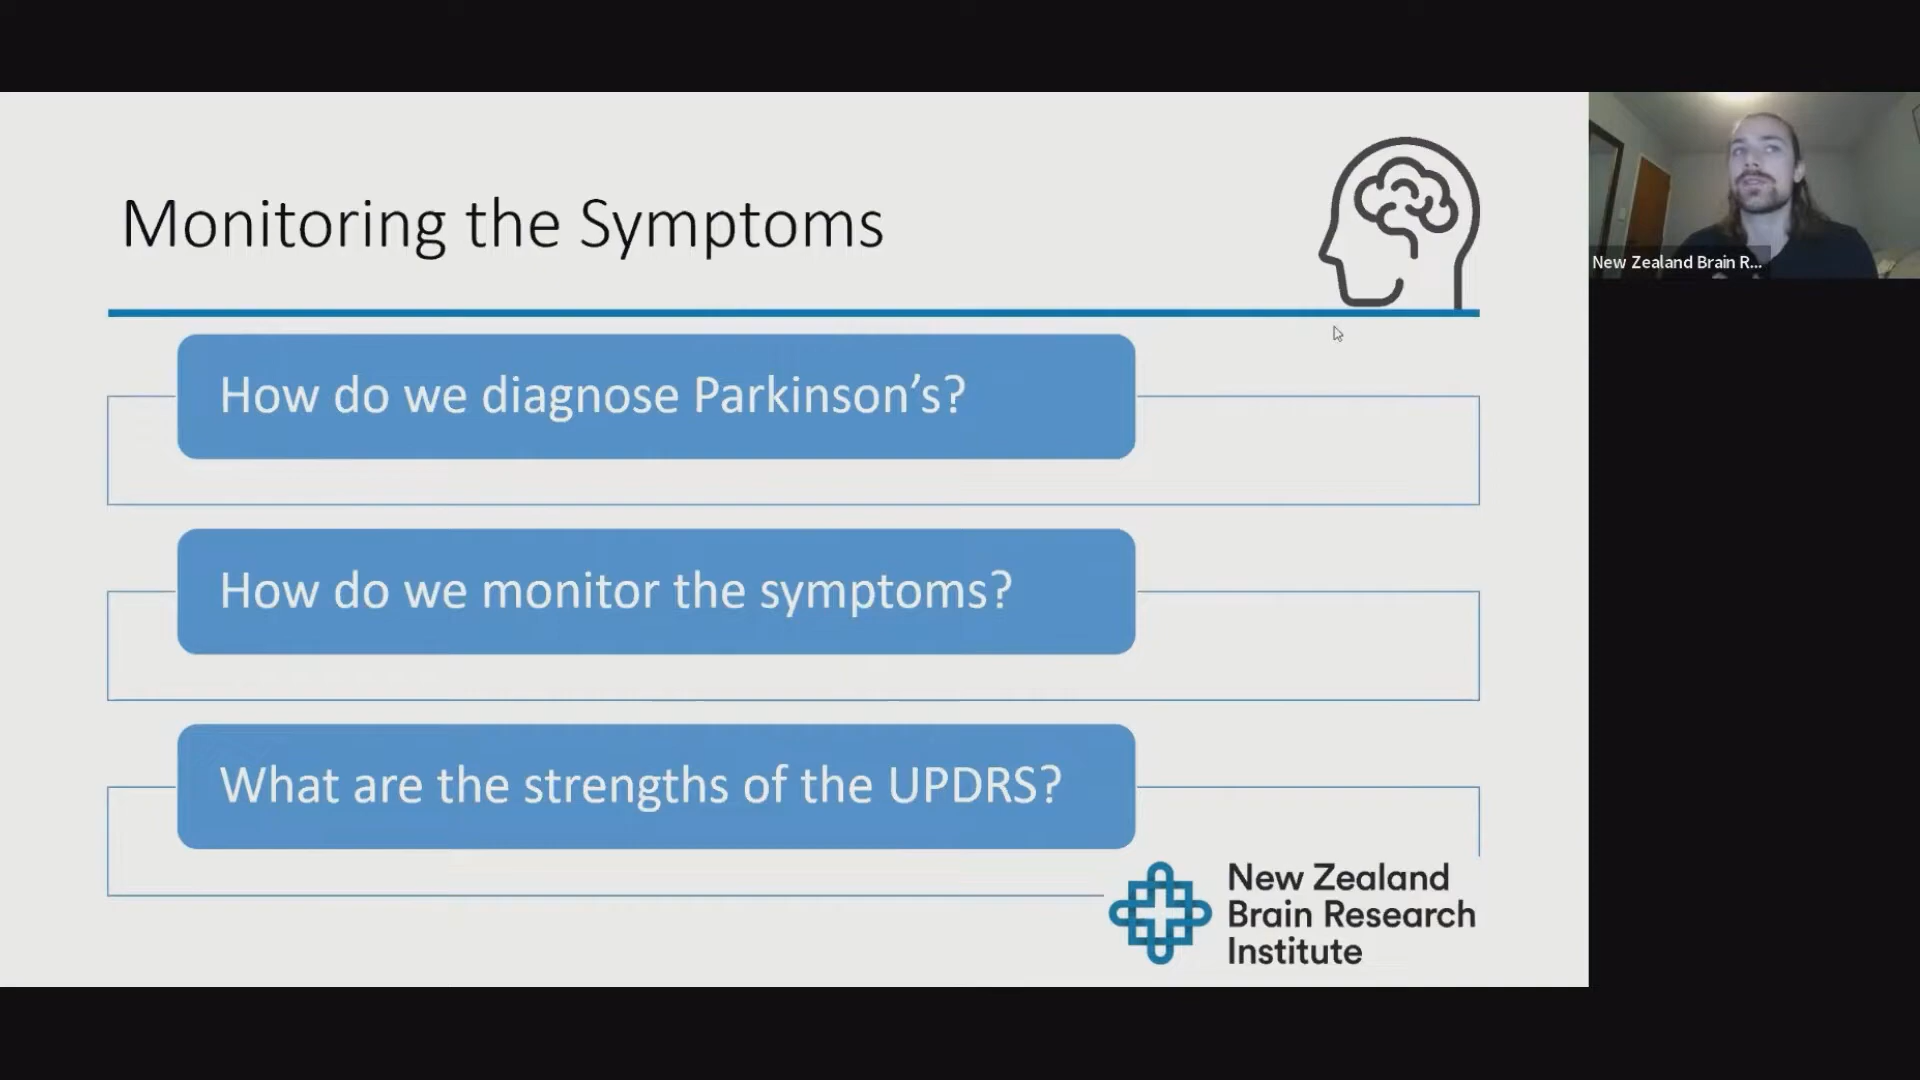 Monitoring the Symptoms
How do we diagnose Parkinson’s?
How do we monitor the symptoms?
What are the strengths of the UPDRS?
New Zealand
Brain Research
Institute
New Zealand Brain R...